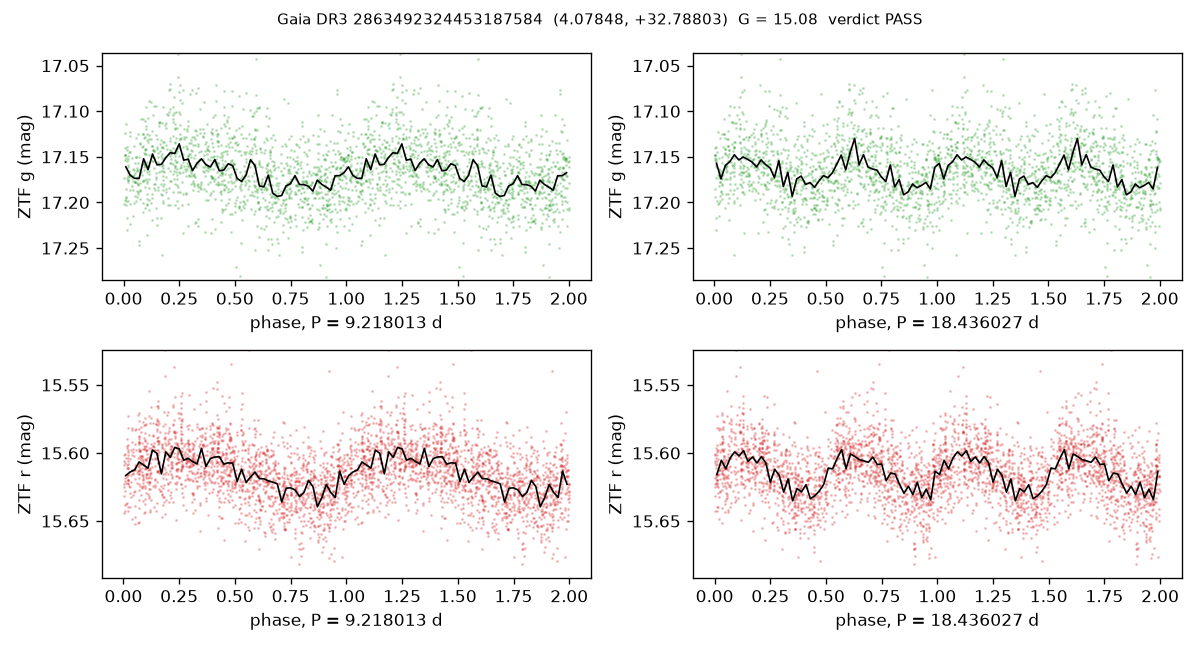 Gaia DR3 2863492324453187584 (4.07848, +32.78803) G = 15.08 verdict PASS
ZTF g (mag)
17.05
17.10
17.15
17.20
17.25
0.00 0.25 0.50 0.75 1.00 1.25 1.50 1.75 2.00
phase, P = 9.218013 d
ZTF g (mag)
17.05
17.10
17.15
17.20
17.25
0.00 0.25 0.50 0.75 1.00 1.25 1.50 1.75 2.00
phase, P = 18.436027 d
ZTF r (mag)
15.55
15.60
15.65
0.00 0.25 0.50 0.75 1.00 1.25 1.50 1.75 2.00
phase, P = 9.218013 d
ZTF r (mag)
15.55
15.60
15.65
0.00 0.25 0.50 0.75 1.00 1.25 1.50 1.75 2.00
phase, P = 18.436027 d